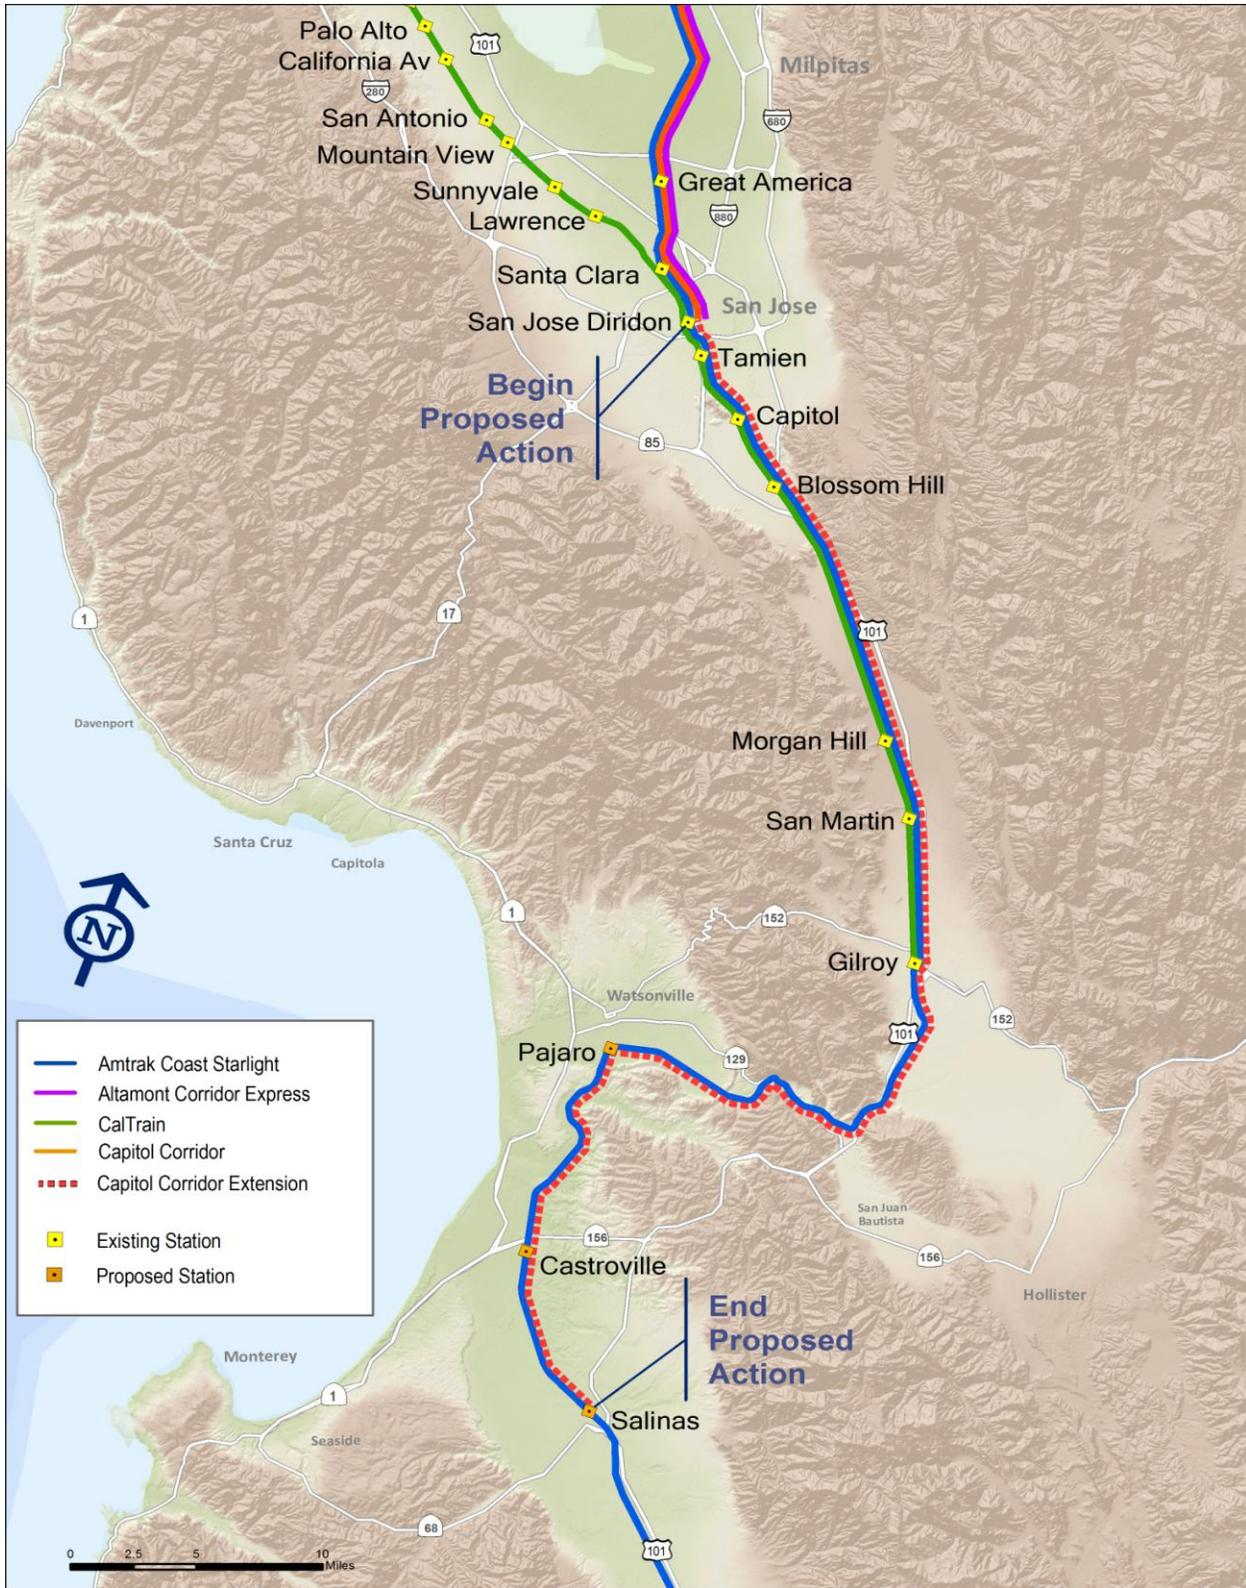 Palo Alto
101
California Av
Milpitas
280
San Antonio
680
Mountain View
Sunnyvale
Great America
Lawrence
880
Santa Clara
San Jose
San Jose Diridon
Tamien
Begin
Proposed
Action
Capitol
85
Blossom Hill
1
17
101
Davenport
Morgan Hill
San Martin
Santa Cruz
Capitola
1
152
N
Gilroy
Watsonville
152
101
Pajaro
129
Amtrak Coast Starlight
Altamont Corridor Express
CalTrain
Capitol Corridor
Capitol Corridor Extension
Existing Station
Proposed Station
San Juan
Bautista
156
156
Castroville
Hollister
End
Proposed
Action
Monterey
1
Salinas
Seaside
68
101
0 2.5 5 10
Miles